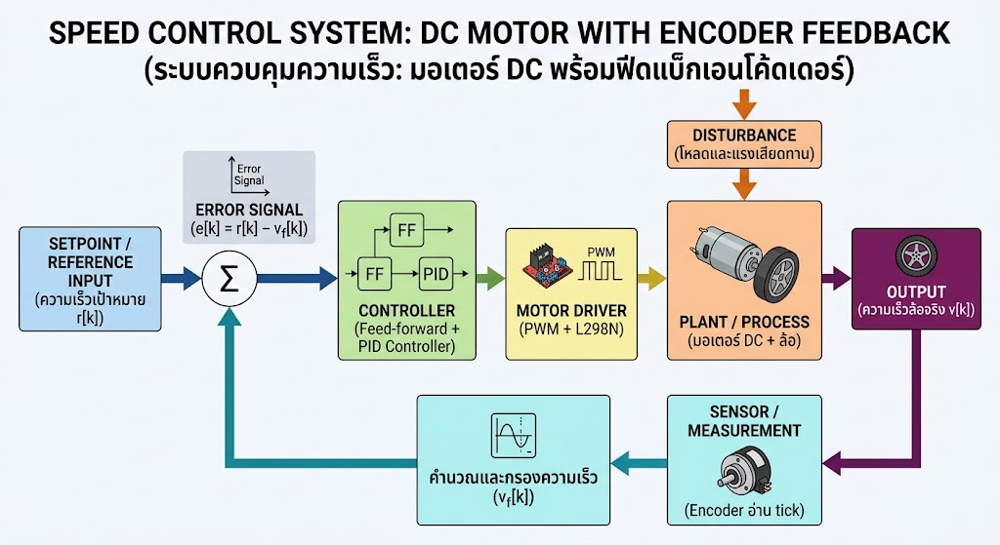 SPEED CONTROL SYSTEM: DC MOTOR WITH ENCODER FEEDBACK
(ระบบควบคุมความเร็ว: มอเตอร์ DC พร้อมฟีดแบ็กเอนโค้ดเดอร์)
DISTURBANCE
(โหลดและแรงเสียดทาน)
Error
Signal
ERROR SIGNAL
(e[k] = r[k] − v_f[k])
SETPOINT /
REFERENCE
INPUT
(ความเร็วเป้าหมาย
r[k])
Σ
FF
FF
PID
CONTROLLER
(Feed-forward +
PID Controller)
PWM
MOTOR DRIVER
(PWM + L298N)
PLANT / PROCESS
(มอเตอร์ DC + ล้อ)
OUTPUT
(ความเร็วล้อจริง v[k])
SENSOR /
MEASUREMENT
(Encoder อ่าน tick)
คำนวณและกรองความเร็ว
(v_f[k])